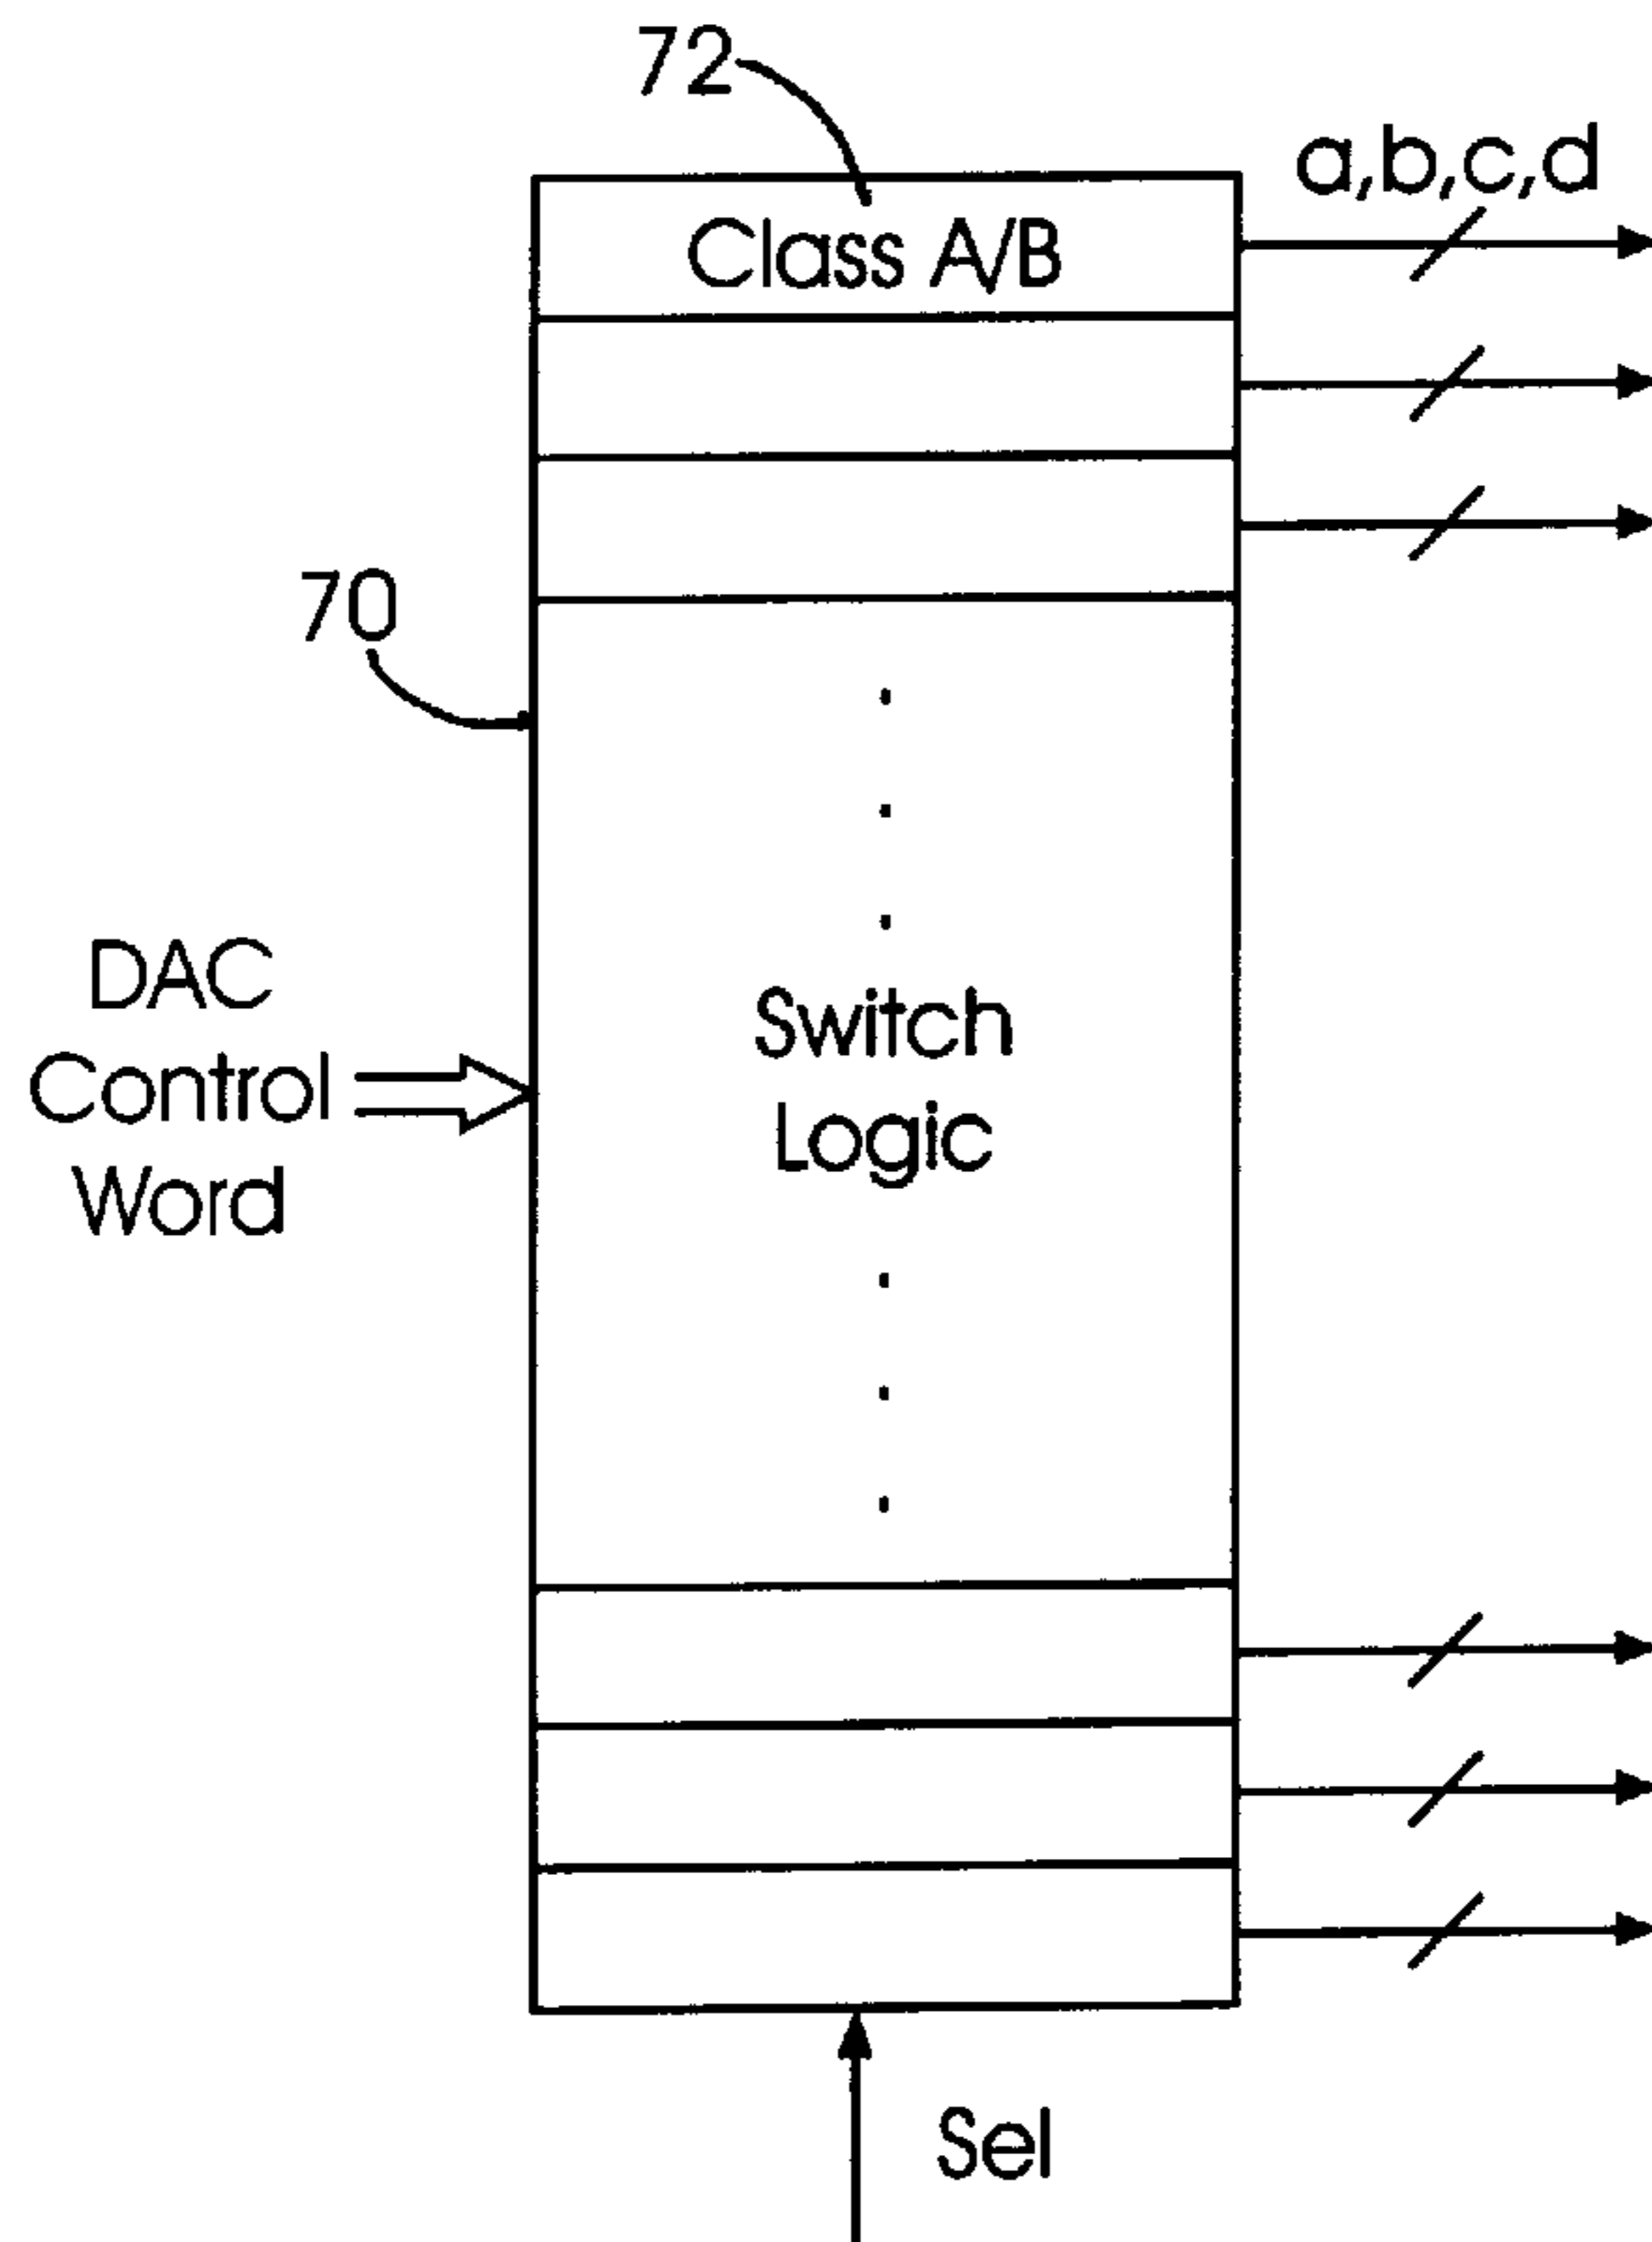 72
a,b,c,d
Class A/B
70
DAC
Control
Word
Switch
Logic
Sel